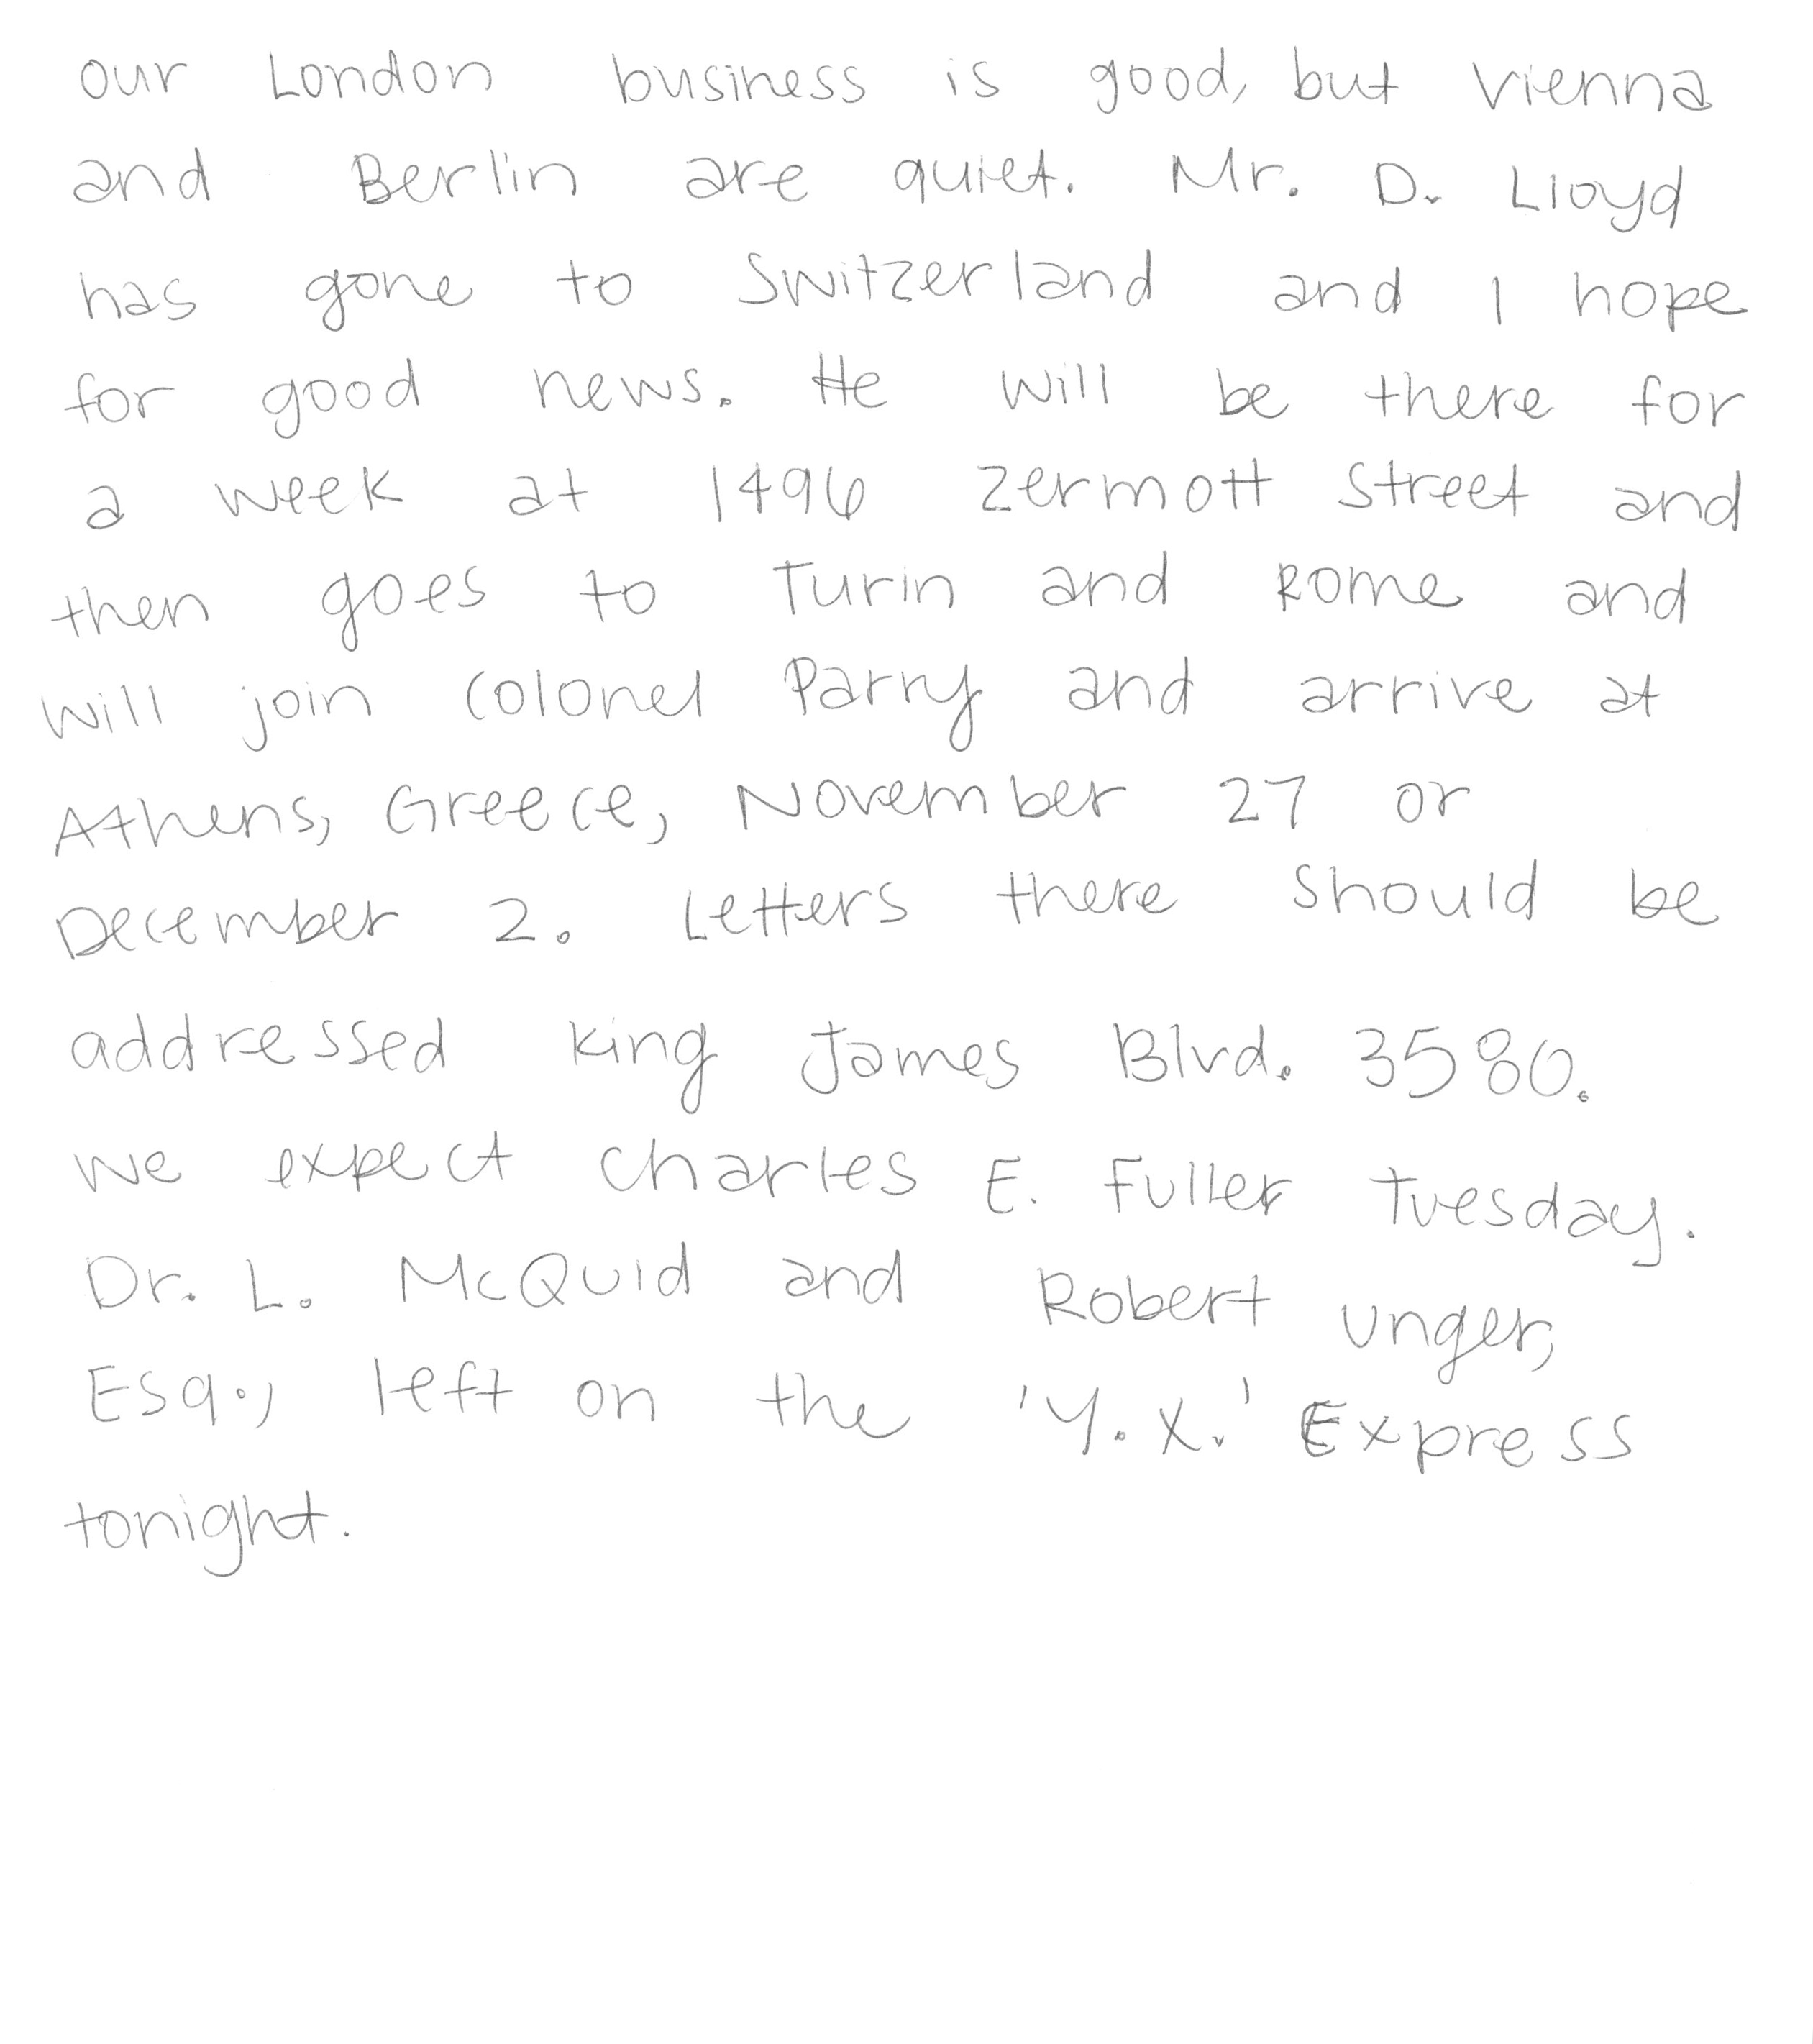 our London business is good, but Vienna
and Berlin are quiet. Mr. D. Lloyd
has gone to Switzerland and I hope
for good news. He will be there for
a week at 1496 Zermott Street and
then goes to Turin and Rome and
will join Colonel Parry and arrive at
Athens, Greece, November 27 or
December 2. Letters there should be
addressed King James Blvd. 3580.
We expect Charles E. Fuller Tuesday.
Dr. L. McQuid and Robert Unger,
Esq., left on the 'Y.X.' Express
tonight.